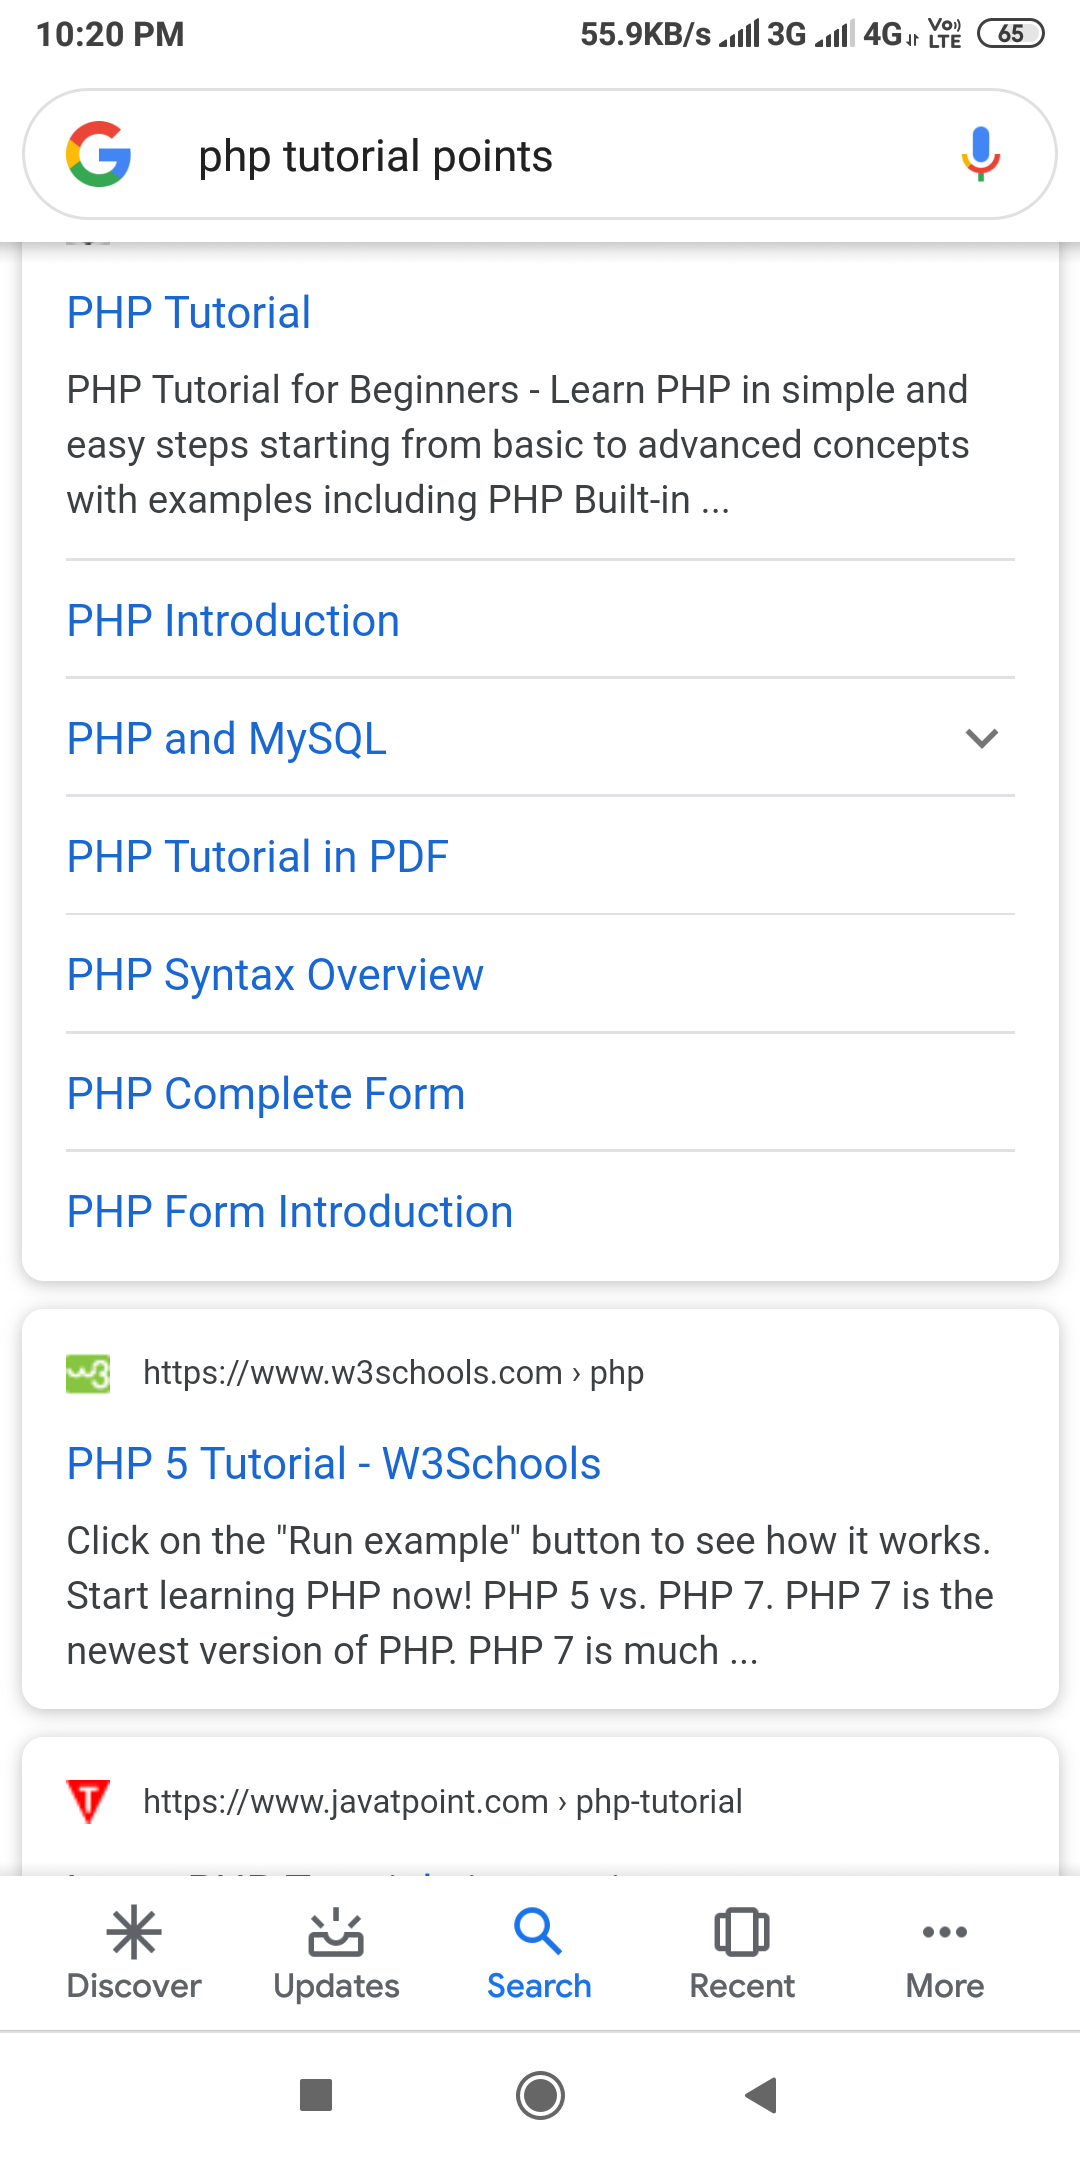 10:20 PM 55.9KB/s 3G 4G Vo LTE 65
php tutorial points
PHP Tutorial
PHP Tutorial for Beginners - Learn PHP in simple and
easy steps starting from basic to advanced concepts
with examples including PHP Built-in ...
PHP Introduction
PHP and MySQL
PHP Tutorial in PDF
PHP Syntax Overview
PHP Complete Form
PHP Form Introduction
https://www.w3schools.com › php
PHP 5 Tutorial - W3Schools
Click on the "Run example" button to see how it works.
Start learning PHP now! PHP 5 vs. PHP 7. PHP 7 is the
newest version of PHP. PHP 7 is much ...
https://www.javatpoint.com › php-tutorial
Discover Updates Search Recent More